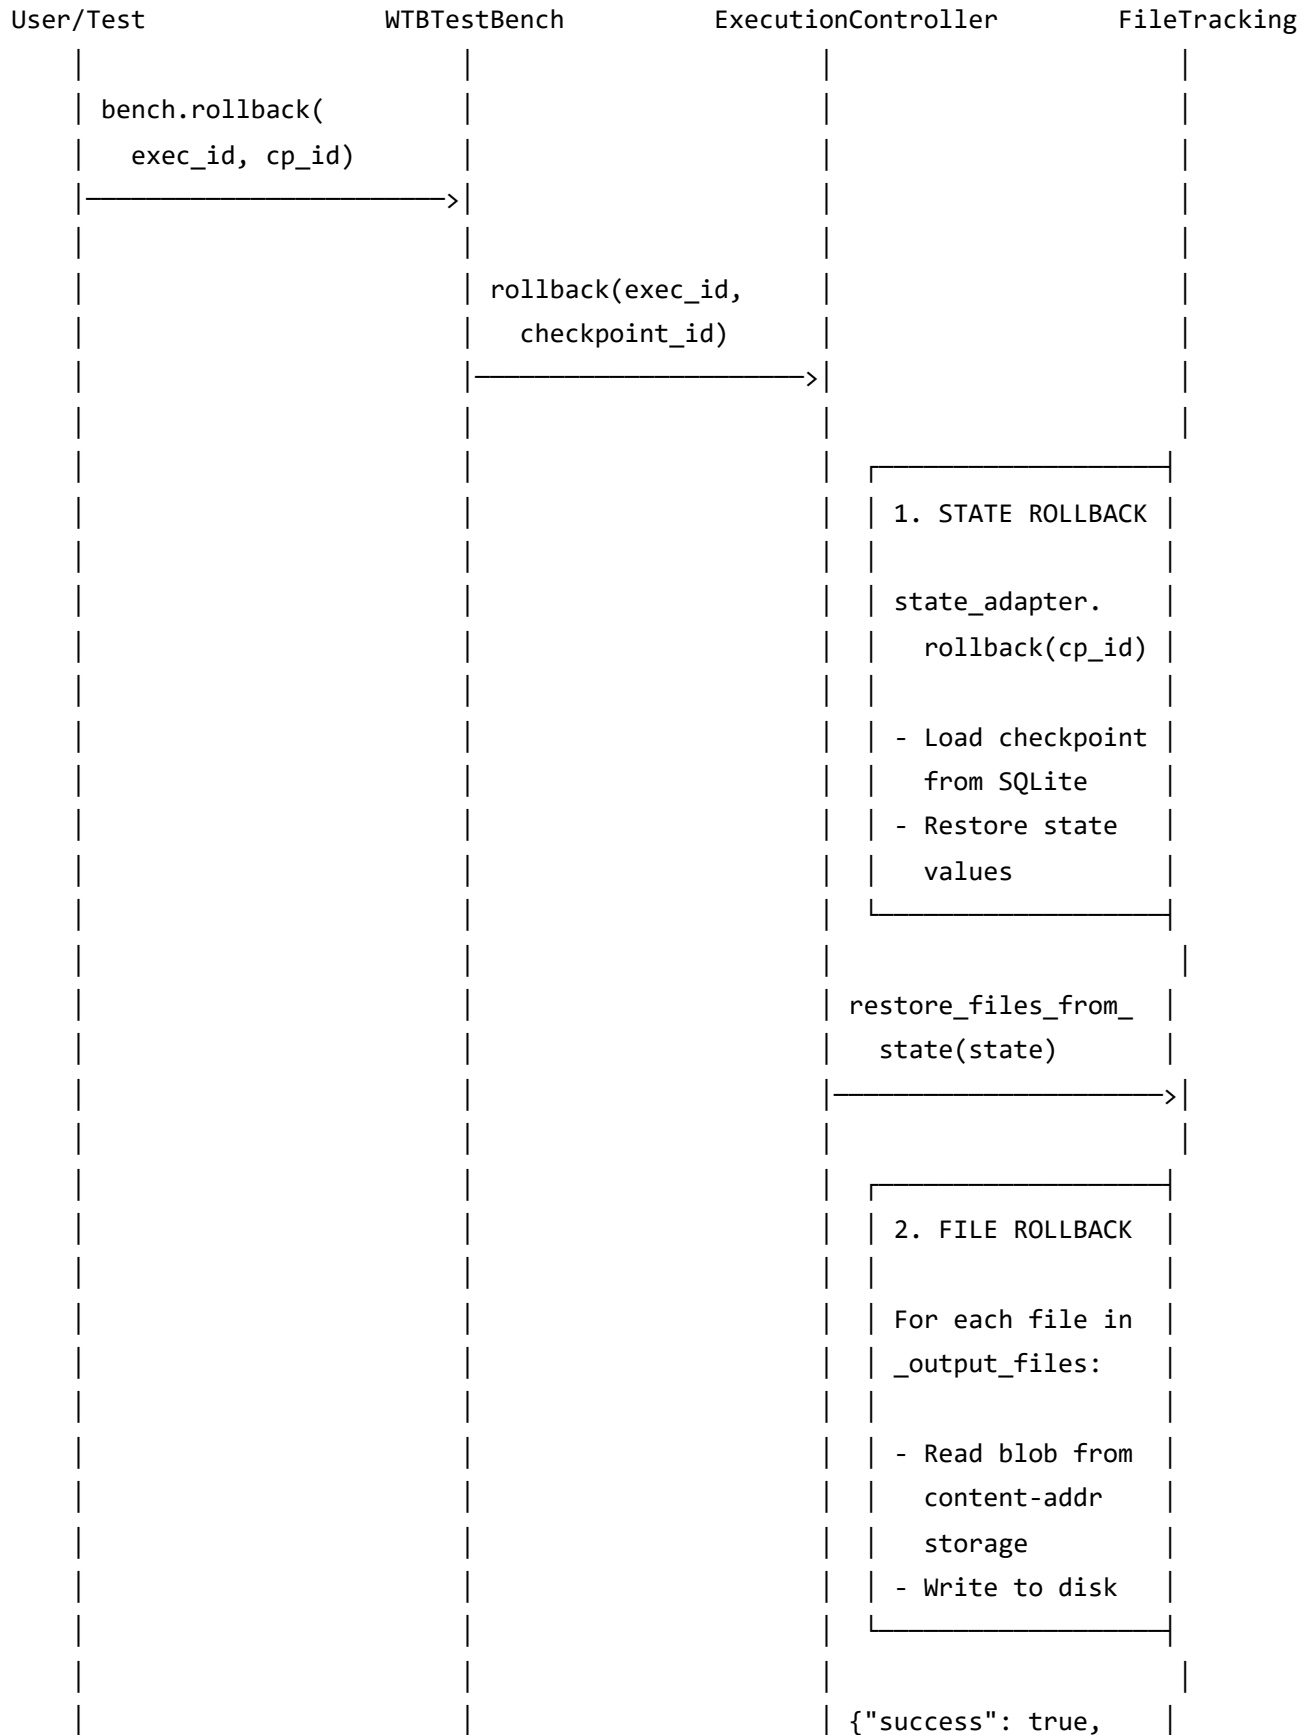 User/Test WTBTestBench ExecutionController FileTracking
bench.rollback(
exec_id, cp_id)
rollback(exec_id,
checkpoint_id)
1. STATE ROLLBACK
state_adapter.
rollback(cp_id)
- Load checkpoint
from SQLite
- Restore state
values
restore_files_from_
state(state)
2. FILE ROLLBACK
For each file in
_output_files:
- Read blob from
content-addr
storage
- Write to disk
{"success": true,